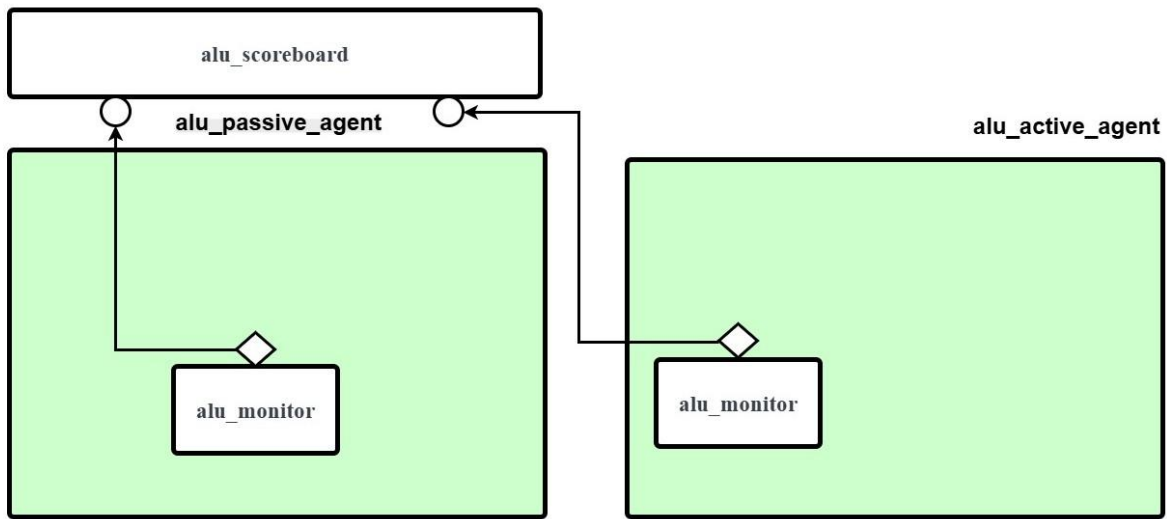 alu_scoreboard
alu_passive_agent
alu_active_agent
alu_monitor
alu_monitor